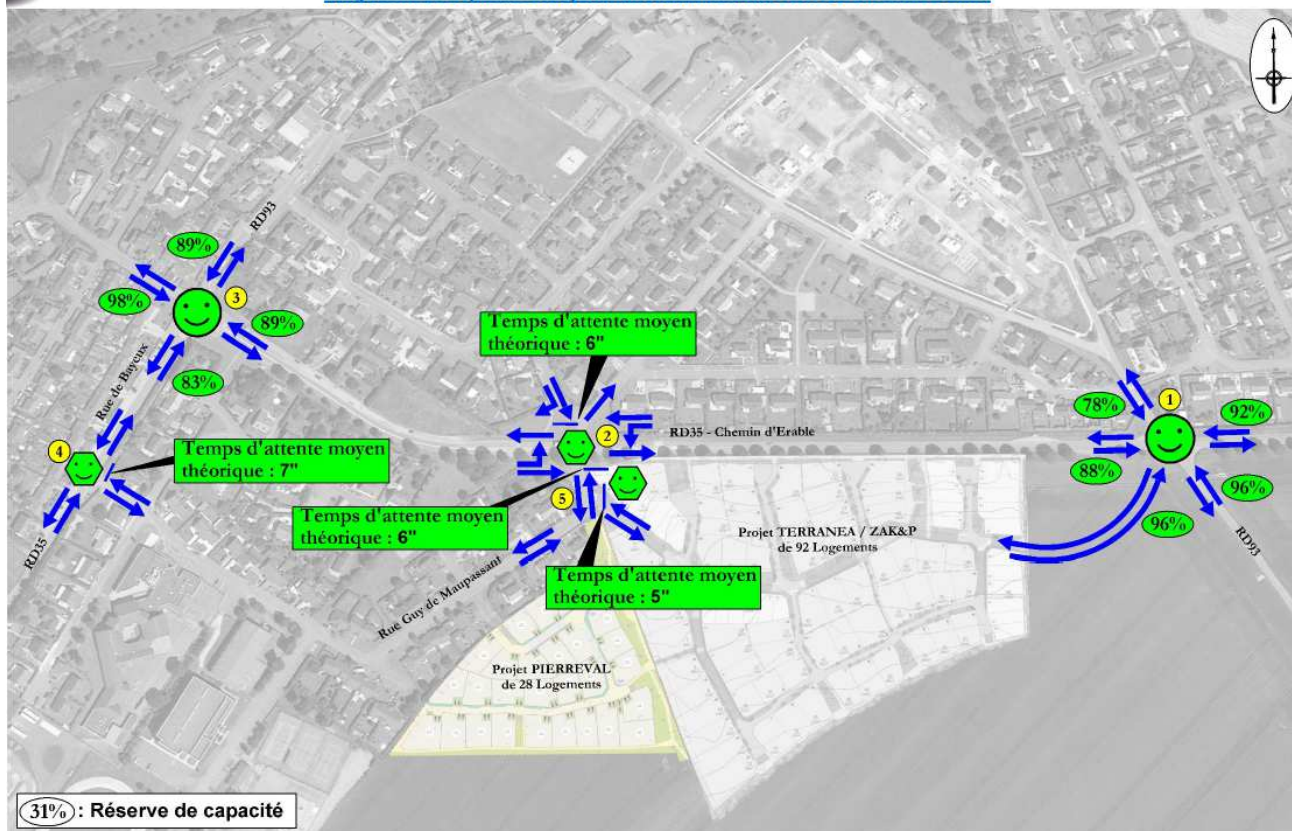 RD93
89%
98%
3
89%
83%
Rue de Bayeux
4
Temps d'attente moyen
théorique : 7"
RD35
Temps d'attente moyen
théorique : 6"
2
RD35 - Chemin d'Erable
Temps d'attente moyen
théorique : 6"
5
Temps d'attente moyen
théorique : 5"
Rue Guy de Maupassant
Projet PIERREVAL
de 28 Logements
Projet TERRANEA / ZAK&P
de 92 Logements
1
78%
92%
88%
96%
96%
RD93
31% : Réserve de capacité